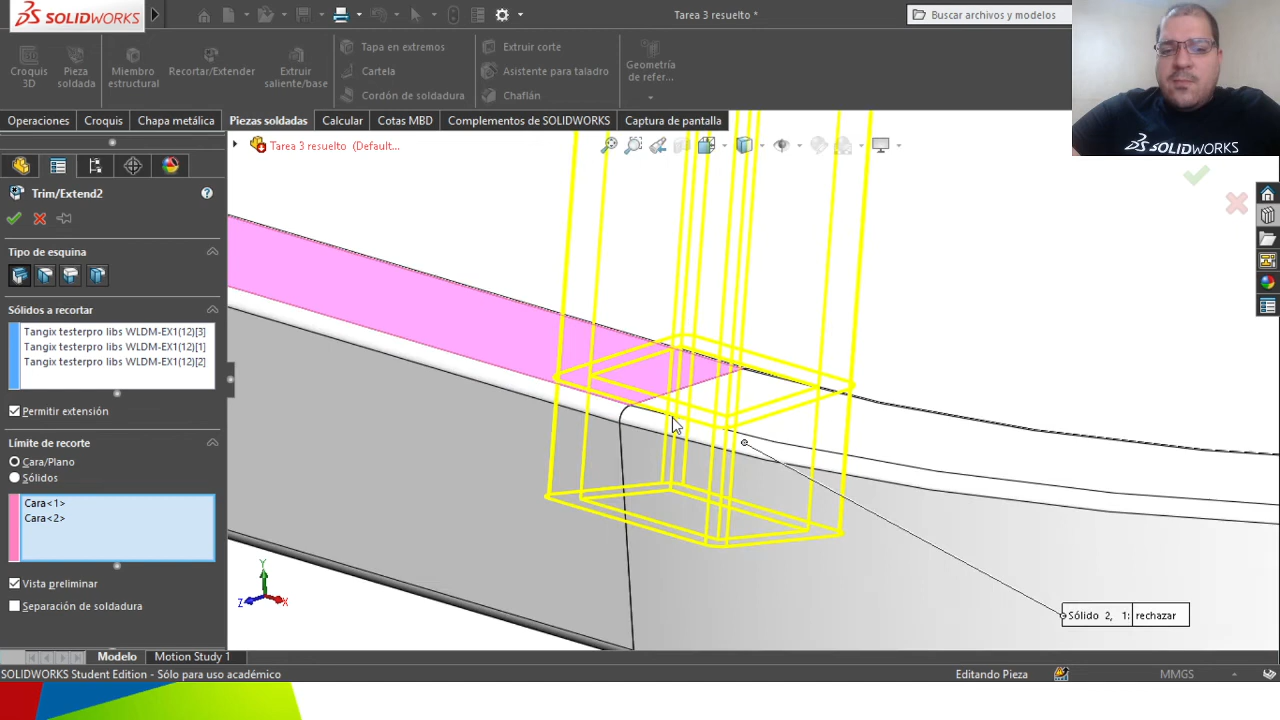 SOLIDWORKS
Tarea 3 resuelto *
Buscar archivos y modelos
Croquis 3D
Pieza soldada
Miembro estructural
Recortar/Extender
Extruir saliente/base
Tapa en extremos
Cartela
Cordón de soldadura
Extruir corte
Asistente para taladro
Chaflán
Geometría de refer...
Operaciones
Croquis
Chapa metálica
Piezas soldadas
Calcular
Cotas MBD
Complementos de SOLIDWORKS
Captura de pantalla
Tarea 3 resuelto (Default...
Trim/Extend2
Tipo de esquina
Sólidos a recortar
Tangix testerpro libs WLDM-EX1(12)[3]
Tangix testerpro libs WLDM-EX1(12)[1]
Tangix testerpro libs WLDM-EX1(12)[2]
Permitir extensión
Límite de recorte
Cara/Plano
Sólidos
Cara<1>
Cara<2>
Vista preliminar
Separación de soldadura
Y
Z
X
Sólido 2, 1: rechazar
SOLIDWORKS
Modelo
Motion Study 1
SOLIDWORKS Student Edition - Sólo para uso académico
Editando Pieza
MMGS